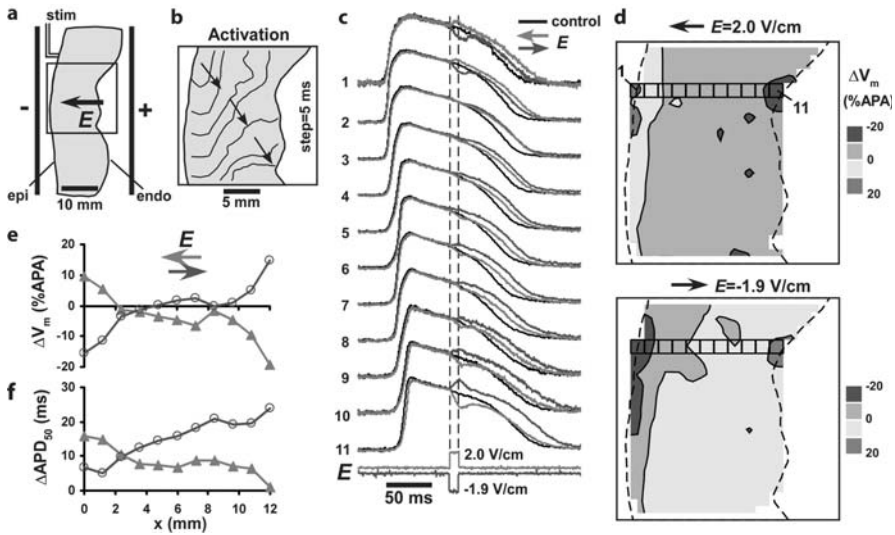 a
stim
-
+
E
epi
10 mm
endo
b
Activation
step=5 ms
5 mm
c
control
E
1
2
3
4
5
6
7
8
9
10
11
E
2.0 V/cm
-1.9 V/cm
50 ms
d
E=2.0 V/cm
1
11
ΔVm
(%APA)
-20
0
20
E=-1.9 V/cm
-20
0
20
e
E
ΔVm (%APA)
20
10
0
-10
-20
f
ΔAPD50 (ms)
30
20
10
0
0 2 4 6 8 10 12
x (mm)